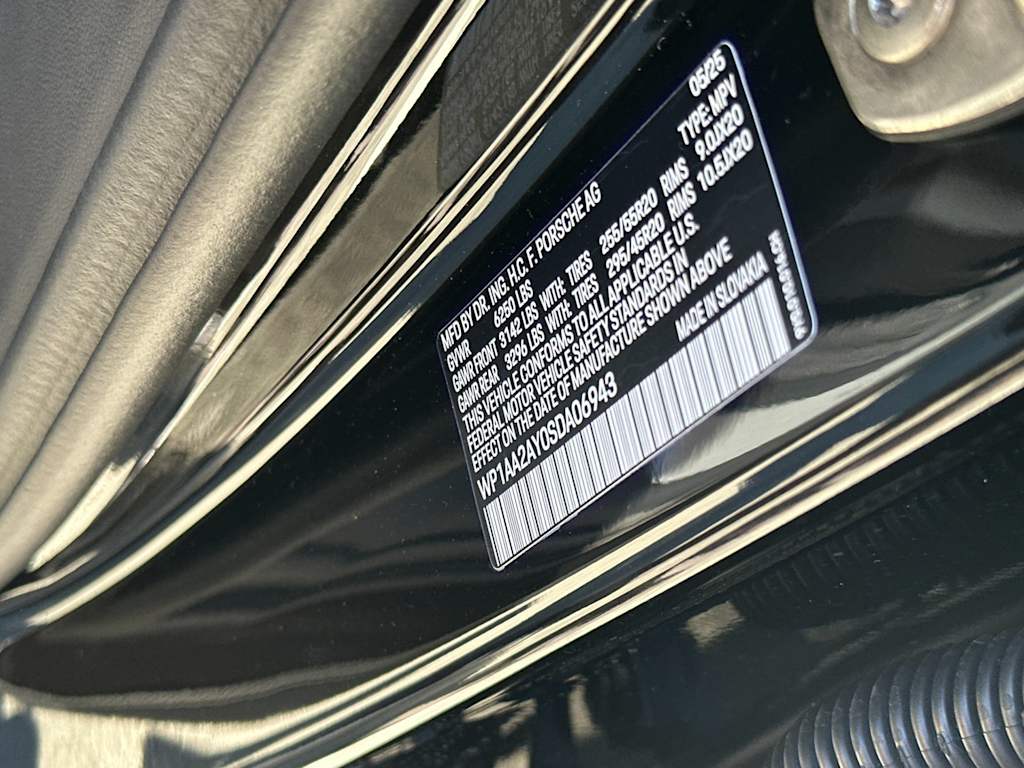 MFD BY DR. ING. H.C. F. PORSCHE AG 05/25
GVWR 6250 LBS TYPE: MPV
GAWR FRONT 3142 LBS WITH: TIRES 255/55R20 RIMS 9.0JX20
GAWR REAR 3296 LBS WITH: TIRES 295/45R20 RIMS 10.5JX20
THIS VEHICLE CONFORMS TO ALL APPLICABLE U.S.
FEDERAL MOTOR VEHICLE SAFETY STANDARDS IN
EFFECT ON THE DATE OF MANUFACTURE SHOWN ABOVE
WP1AA2AY0SDA06943 MADE IN SLOVAKIA